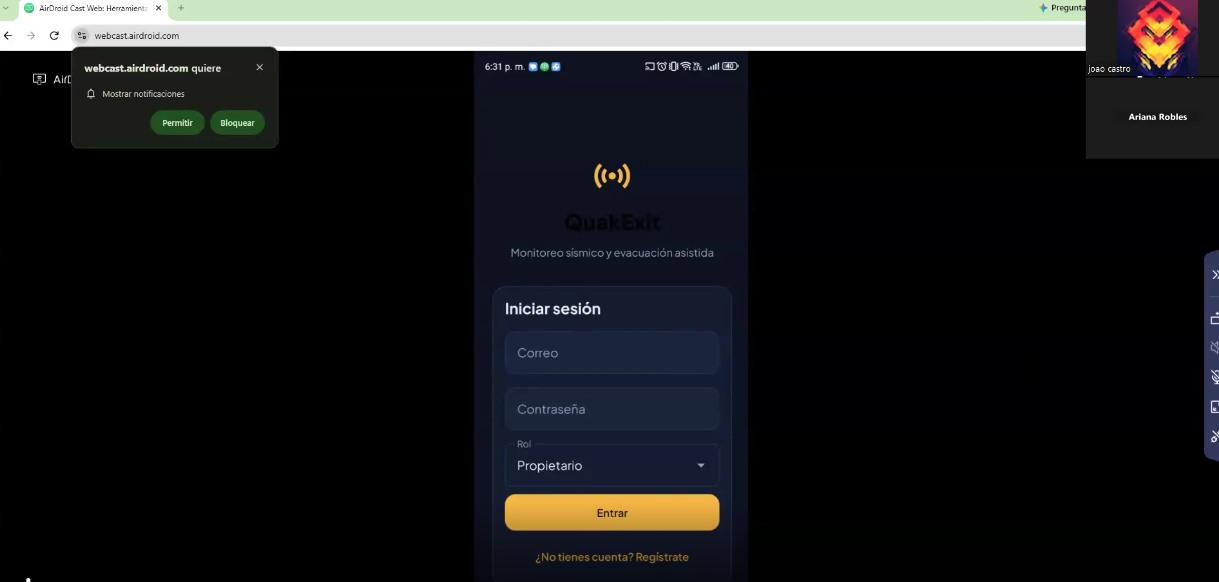 AirDroid Cast Web: Herramienta
Pregunta
webcast.airdroid.com
webcast.airdroid.com quiere
Mostrar notificaciones
Permitir
Bloquear
AirD
joao castro
Ariana Robles
6:31 p. m.
40
QuakExit
Monitoreo sísmico y evacuación asistida
Iniciar sesión
Correo
Contraseña
Rol
Propietario
Entrar
¿No tienes cuenta? Regístrate